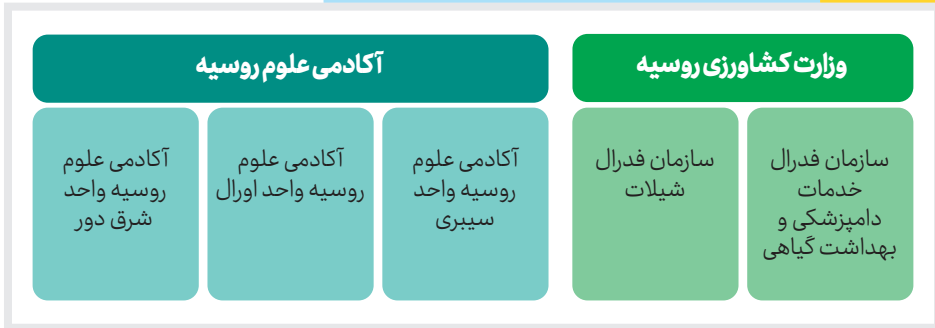 وزارت کشاورزی روسیه
سازمان فدرال
خدمات
دامپزشکی و
بهداشت گیاهی
سازمان فدرال
شیلات
آکادمی علوم روسیه
آکادمی علوم
روسیه واحد
سیبری
آکادمی علوم
روسیه واحد اورال
آکادمی علوم
روسیه واحد
شرق دور